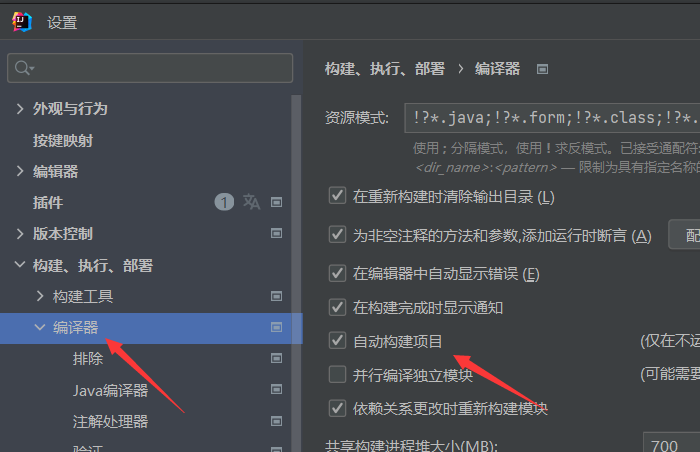 设置
构建、执行、部署 › 编译器
外观与行为
资源模式: !?*.java;!?*.form;!?*.class;!?*.
按键映射
使用 ; 分隔模式，使用 ! 求反模式。已接受通配符
编辑器
<dir_name>:<pattern> — 限制为具有指定名称的
插件 1
在重新构建时清除输出目录 (L)
版本控制
为非空注释的方法和参数,添加运行时断言 (A) 配
构建、执行、部署
在编辑器中自动显示错误 (E)
构建工具
在构建完成时显示通知
编译器
自动构建项目 (仅在不运
排除
并行编译独立模块 (可能需要
Java编译器
依赖关系更改时重新构建模块
注解处理器
共享构建进程堆大小(MB): 700
验证